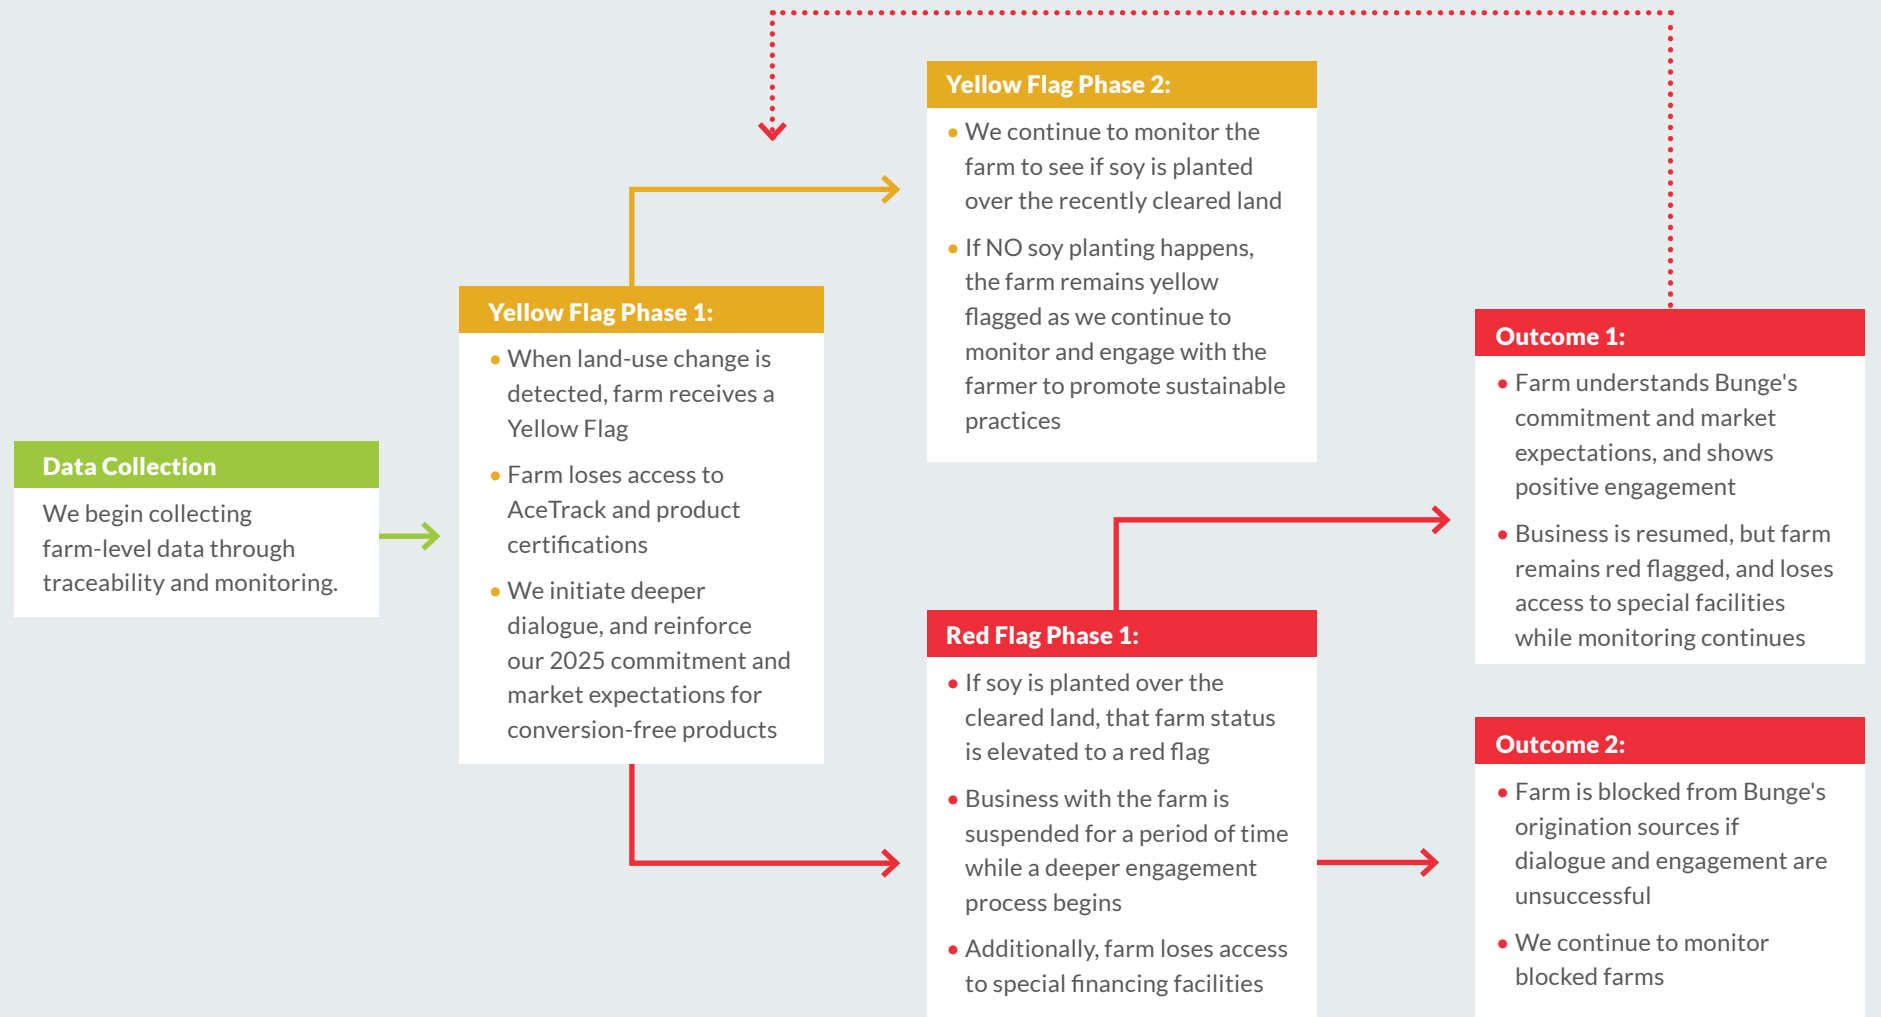 Data Collection
We begin collecting
farm-level data through
traceability and monitoring.
Yellow Flag Phase 1:
• When land-use change is
detected, farm receives a
Yellow Flag
• Farm loses access to
AceTrack and product
certifications
• We initiate deeper
dialogue, and reinforce
our 2025 commitment and
market expectations for
conversion-free products
Yellow Flag Phase 2:
• We continue to monitor the
farm to see if soy is planted
over the recently cleared land
• If NO soy planting happens,
the farm remains yellow
flagged as we continue to
monitor and engage with the
farmer to promote sustainable
practices
Red Flag Phase 1:
• If soy is planted over the
cleared land, that farm status
is elevated to a red flag
• Business with the farm is
suspended for a period of time
while a deeper engagement
process begins
• Additionally, farm loses access
to special financing facilities
Outcome 1:
• Farm understands Bunge's
commitment and market
expectations, and shows
positive engagement
• Business is resumed, but farm
remains red flagged, and loses
access to special facilities
while monitoring continues
Outcome 2:
• Farm is blocked from Bunge's
origination sources if
dialogue and engagement are
unsuccessful
• We continue to monitor
blocked farms